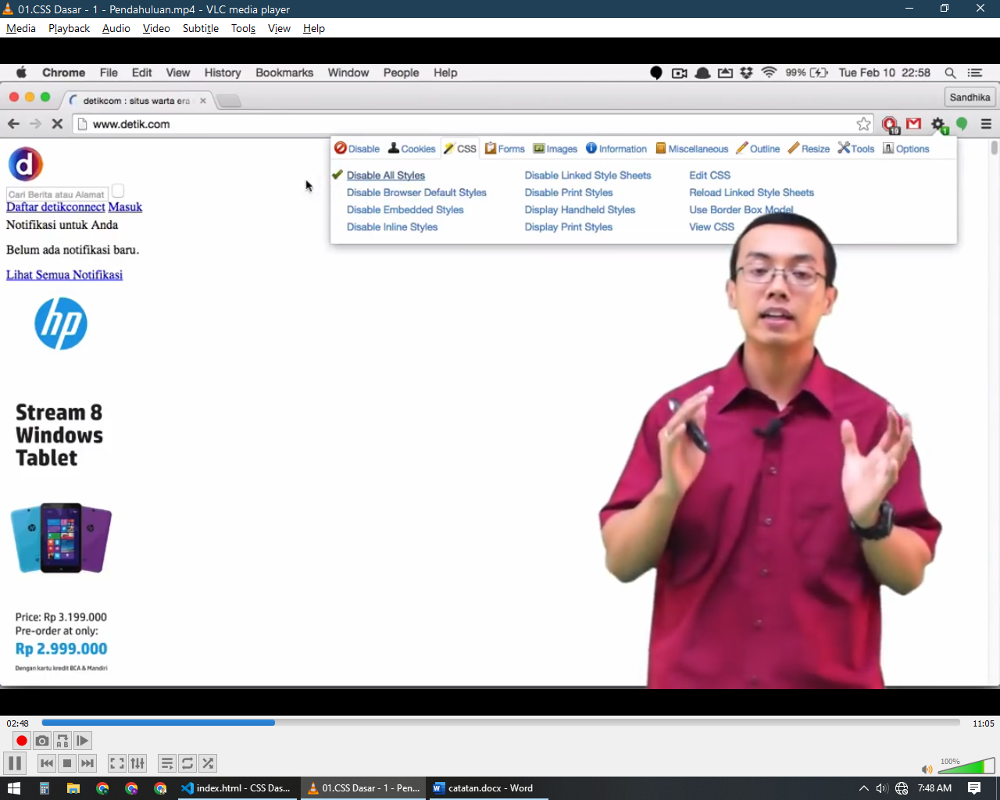 01.CSS Dasar - 1 - Pendahuluan.mp4 - VLC media player
Media Playback Audio Video Subtitle Tools View Help
Chrome File Edit View History Bookmarks Window People Help 99% Tue Feb 10 22:58
detikcom : situs warta era Sandhika
www.detik.com 19 1
Disable Cookies CSS Forms Images Information Miscellaneous Outline Resize Tools Options
Disable All Styles Disable Linked Style Sheets Edit CSS
Disable Browser Default Styles Disable Print Styles Reload Linked Style Sheets
Disable Embedded Styles Display Handheld Styles Use Border Box Model
Disable Inline Styles Display Print Styles View CSS
d
Cari Berita atau Alamat
Daftar detikconnect Masuk
Notifikasi untuk Anda
Belum ada notifikasi baru.
Lihat Semua Notifikasi
hp
Stream 8
Windows
Tablet
Price: Rp 3.199.000
Pre-order at only:
Rp 2.999.000
Dengan kartu kredit BCA & Mandiri
02:48 11:05
A B
100%
index.html - CSS Das... 01.CSS Dasar - 1 - Pen... catatan.docx - Word 7:48 AM